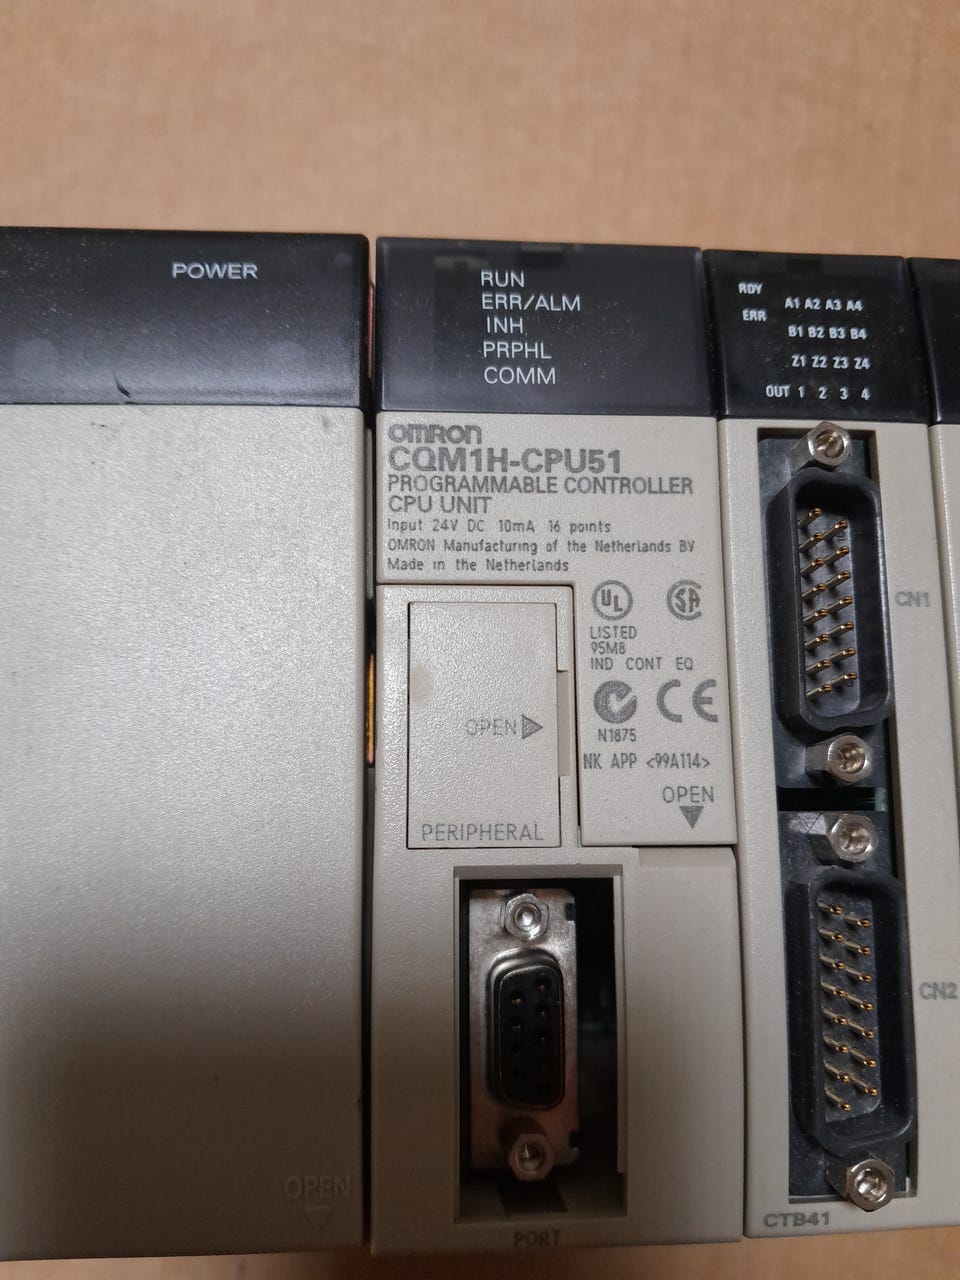 POWER
RUN
ERR/ALM
INH
PRPHL
COMM
RDY
ERR
A1 A2 A3 A4
B1 B2 B3 B4
Z1 Z2 Z3 Z4
OUT 1 2 3 4
OMRON
CQM1H-CPU51
PROGRAMMABLE CONTROLLER
CPU UNIT
Input 24V DC 10mA 16 points
OMRON Manufacturing of the Netherlands BV
Made in the Netherlands
UL
SA
LISTED
95M8
IND CONT EQ
CE
N1875
NK APP <99A114>
OPEN
OPEN
PERIPHERAL
PORT
OPEN
CN1
CN2
CTB41